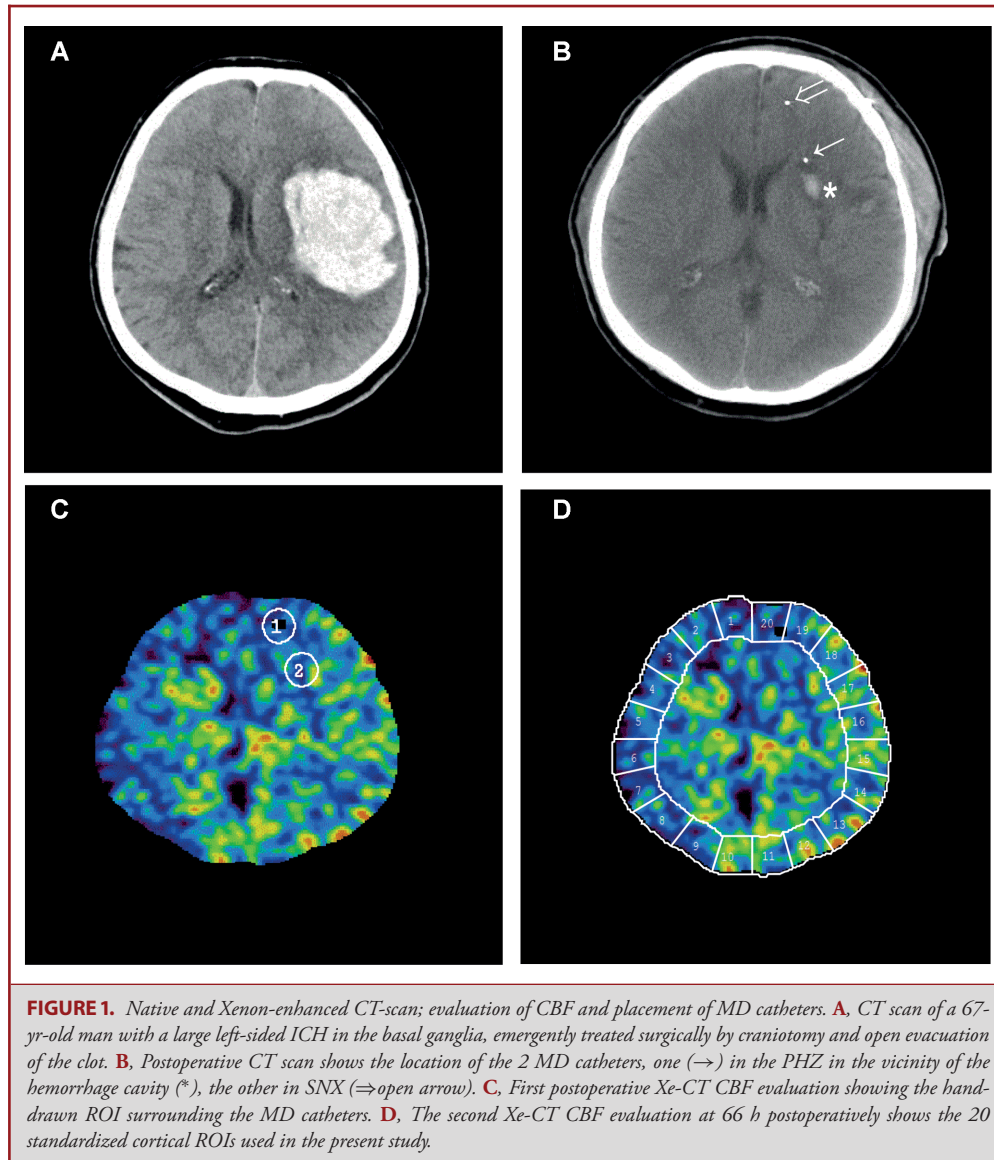 A
B
*
C
D
1
2
1
20
2
19
3
18
4
17
5
16
6
15
7
14
8
13
9
12
10
11
FIGURE 1. Native and Xenon-enhanced CT-scan; evaluation of CBF and placement of MD catheters. A, CT scan of a 67-
yr-old man with a large left-sided ICH in the basal ganglia, emergently treated surgically by craniotomy and open evacuation
of the clot. B, Postoperative CT scan shows the location of the 2 MD catheters, one (→) in the PHZ in the vicinity of the
hemorrhage cavity (*), the other in SNX (⇒open arrow). C, First postoperative Xe-CT CBF evaluation showing the hand-
drawn ROI surrounding the MD catheters. D, The second Xe-CT CBF evaluation at 66 h postoperatively shows the 20
standardized cortical ROIs used in the present study.